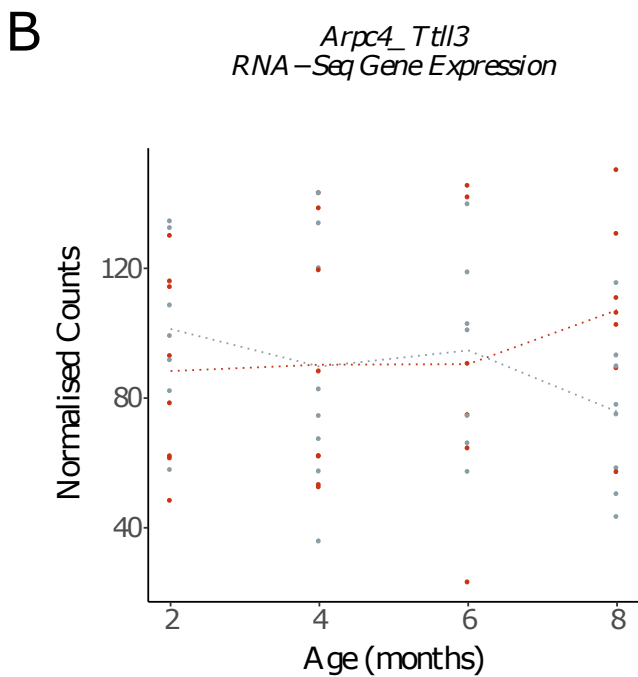 B
Arpc4_Ttll3
RNA-Seq Gene Expression
120
80
40
Normalised Counts
2 4 6 8
Age (months)